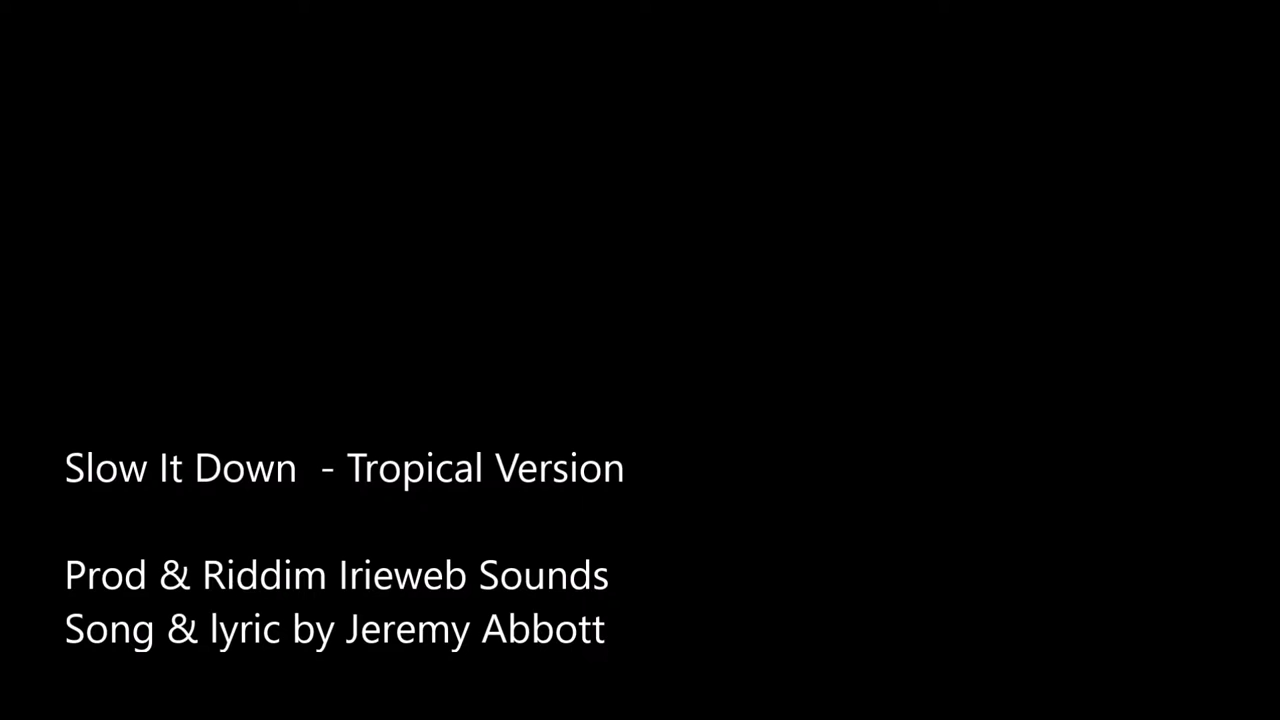 Slow It Down  - Tropical Version
Prod & Riddim Irieweb Sounds
Song & lyric by Jeremy Abbott